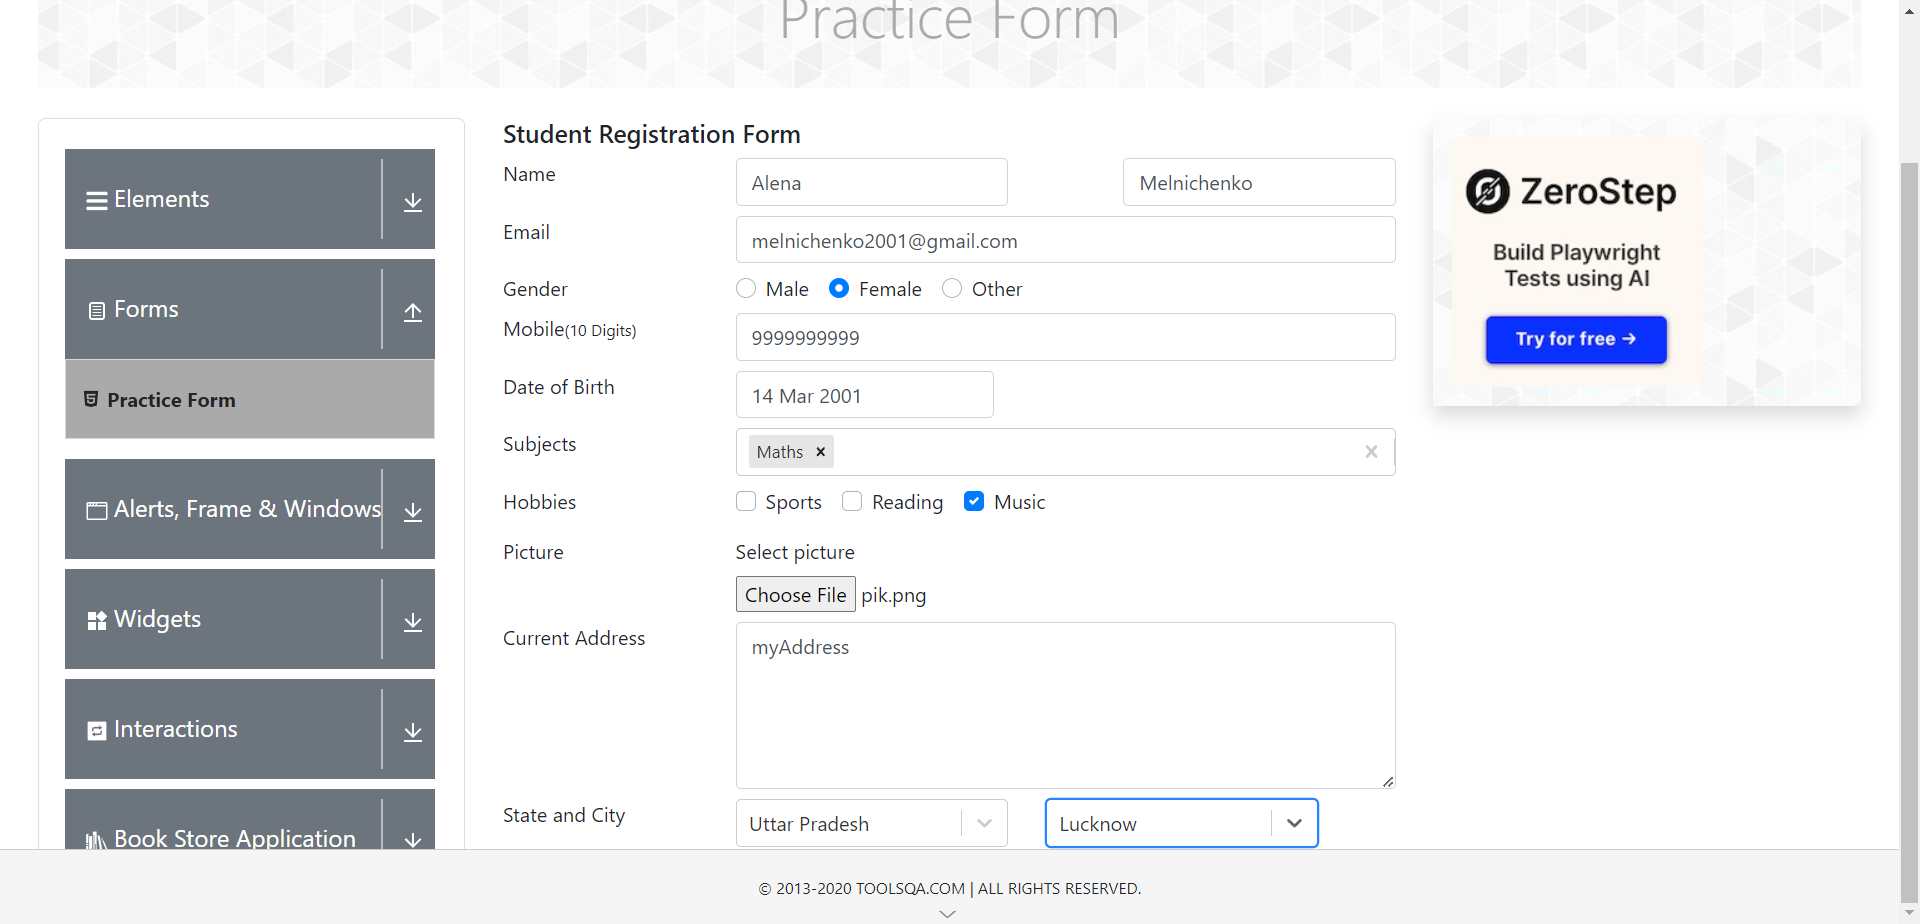 Practice Form
Elements
Forms
Practice Form
Alerts, Frame & Windows
Widgets
Interactions
Book Store Application
Student Registration Form
Name
Alena
Melnichenko
Email
melnichenko2001@gmail.com
Gender
Male
Female
Other
Mobile(10 Digits)
9999999999
Date of Birth
14 Mar 2001
Subjects
Maths
Hobbies
Sports
Reading
Music
Picture
Select picture
Choose File pik.png
Current Address
myAddress
State and City
Uttar Pradesh
Lucknow
ZeroStep
Build Playwright
Tests using AI
Try for free →
© 2013-2020 TOOLSQA.COM | ALL RIGHTS RESERVED.